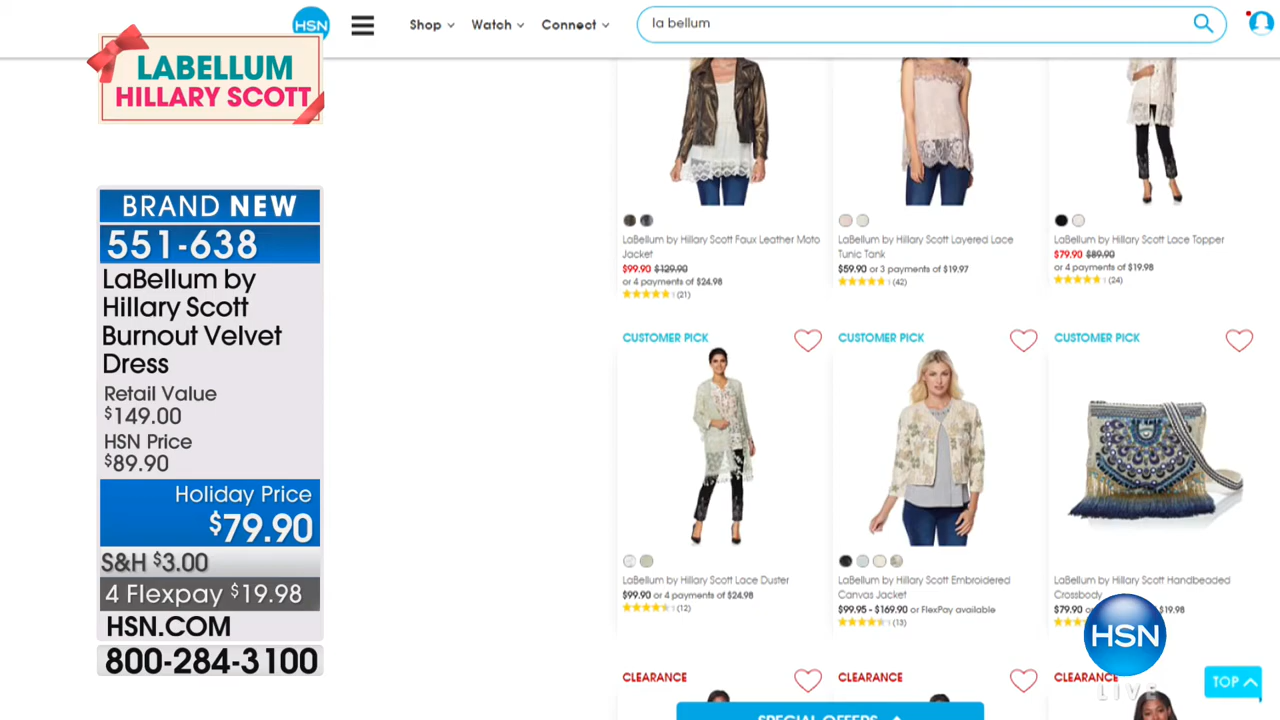 HSN
Shop
Watch
Connect
la bellum
LABELLUM
HILLARY SCOTT
BRAND NEW
551-638
LaBellum by
Hillary Scott
Burnout Velvet
Dress
Retail Value
$149.00
HSN Price
$89.90
Holiday Price
$79.90
S&H $3.00
4 Flexpay $19.98
HSN.COM
800-284-3100
LaBellum by Hillary Scott Faux Leather Moto
Jacket
$99.90 $129.90
or 4 payments of $24.98
(21)
LaBellum by Hillary Scott Layered Lace
Tunic Tank
$59.90 or 3 payments of $19.97
(42)
LaBellum by Hillary Scott Lace Topper
$79.90 $89.90
or 4 payments of $19.98
(24)
CUSTOMER PICK
LaBellum by Hillary Scott Lace Duster
$99.90 or 4 payments of $24.98
(12)
CUSTOMER PICK
LaBellum by Hillary Scott Embroidered
Canvas Jacket
$99.95 - $169.90 or FlexPay available
(13)
CUSTOMER PICK
LaBellum by Hillary Scott Handbeaded
Crossbody
$79.90 $19.98
CLEARANCE
CLEARANCE
CLEARANCE
HSN
LIVE
TOP
SPECIAL OFFERS